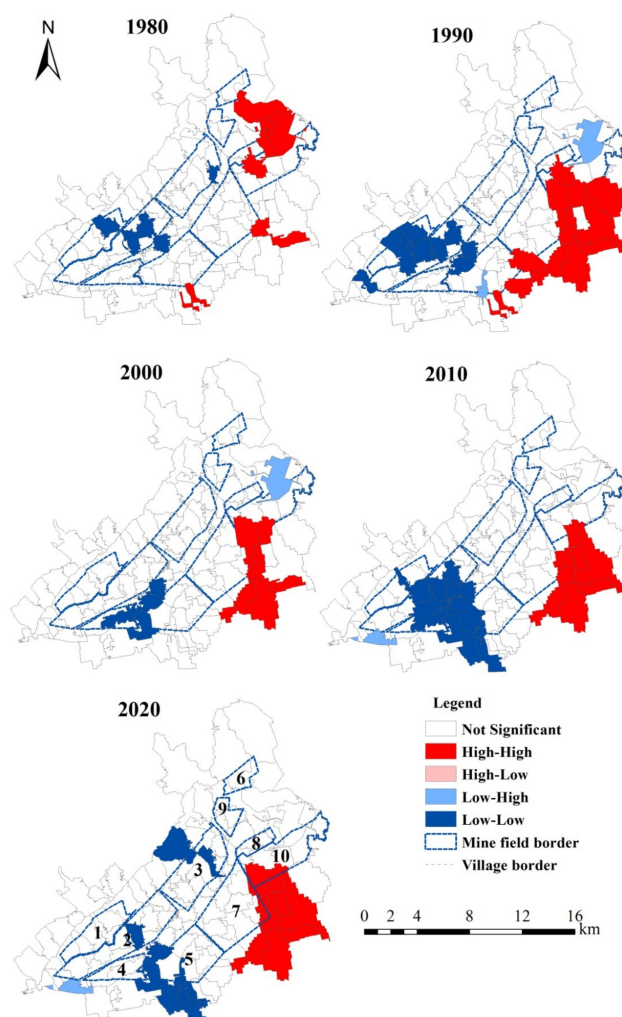 N
1980
1990
2000
2010
2020
6
9
8
10
3
7
1
2
4
5
Legend
Not Significant
High-High
High-Low
Low-High
Low-Low
Mine field border
Village border
0 2 4 8 12 16
km